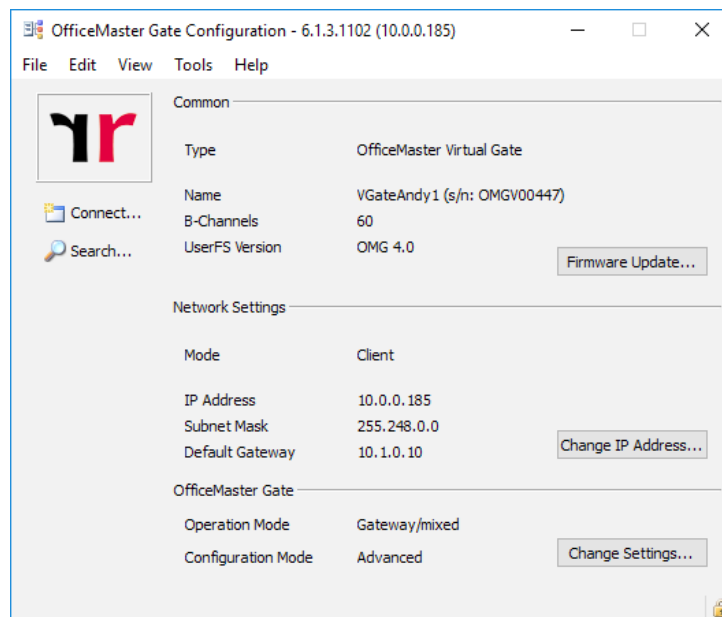 OfficeMaster Gate Configuration - 6.1.3.1102 (10.0.0.185)
File Edit View Tools Help
Connect...
Search...
Common
Type OfficeMaster Virtual Gate
Name VGateAndy1 (s/n: OMGV00447)
B-Channels 60
UserFS Version OMG 4.0
Firmware Update...
Network Settings
Mode Client
IP Address 10.0.0.185
Subnet Mask 255.248.0.0
Default Gateway 10.1.0.10
Change IP Address...
OfficeMaster Gate
Operation Mode Gateway/mixed
Configuration Mode Advanced
Change Settings...